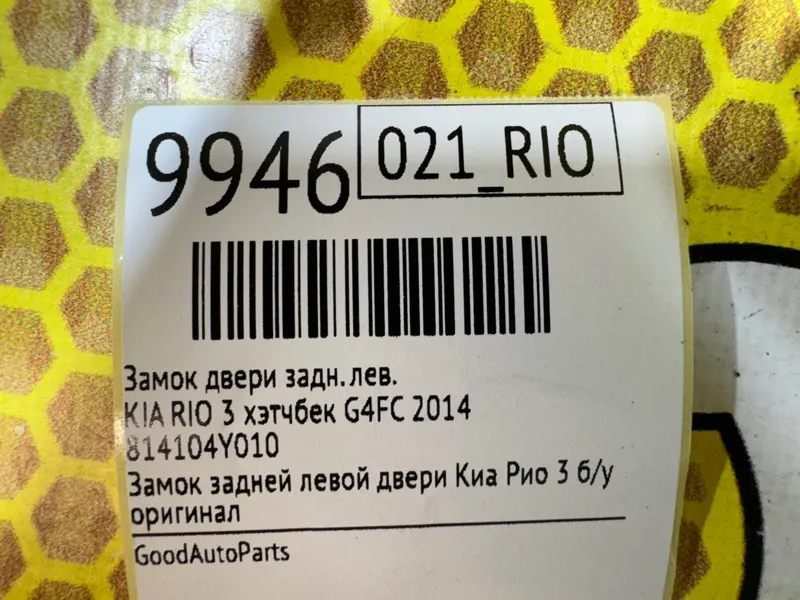 9946
021_RIO
Замок двери задн.лев.
KIA RIO 3 хэтчбек G4FC 2014
814104Y010
Замок задней левой двери Киа Рио 3 б/у
оригинал
GoodAutoParts